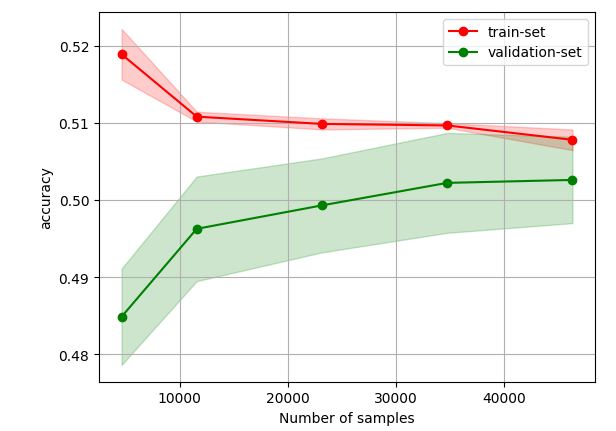 train-set
validation-set
0.52
0.51
0.50
0.49
0.48
accuracy
10000 20000 30000 40000
Number of samples